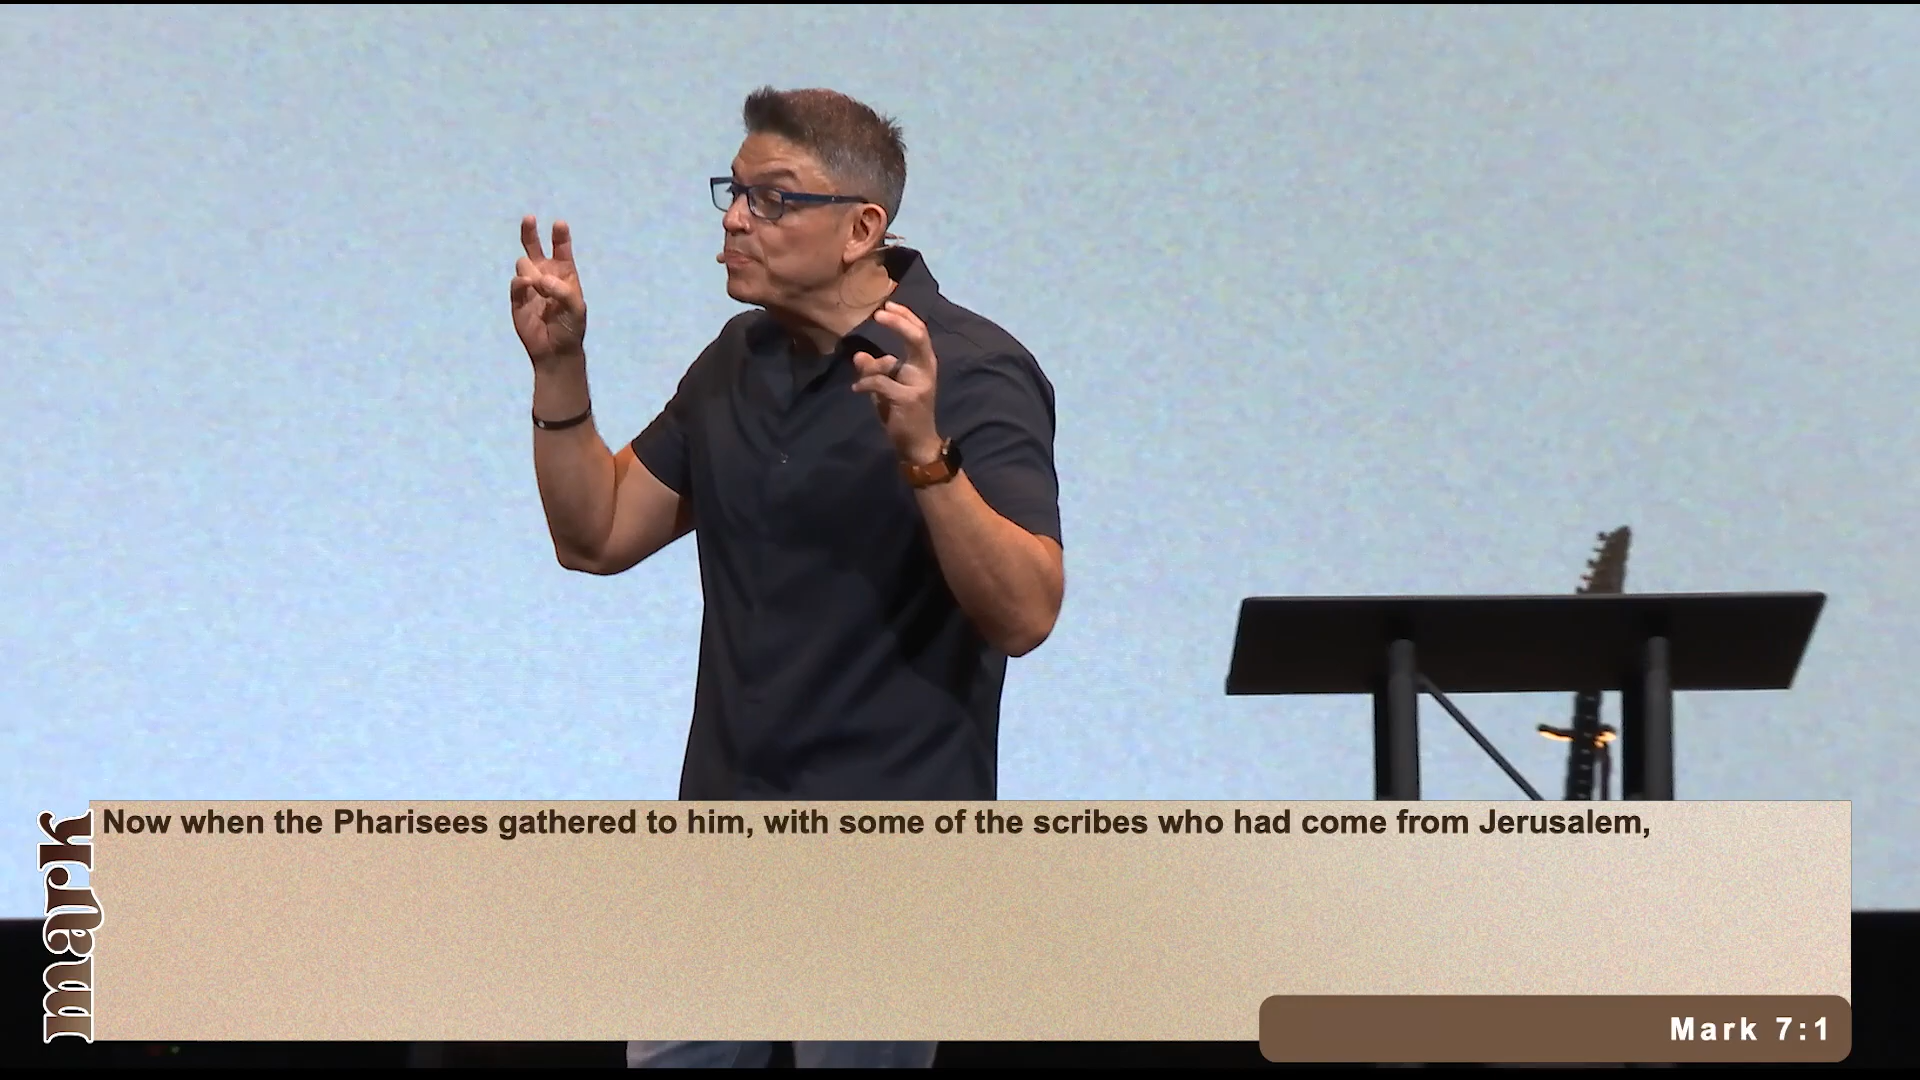 Now when the Pharisees gathered to him, with some of the scribes who had come from Jerusalem,
mark
Mark 7:1